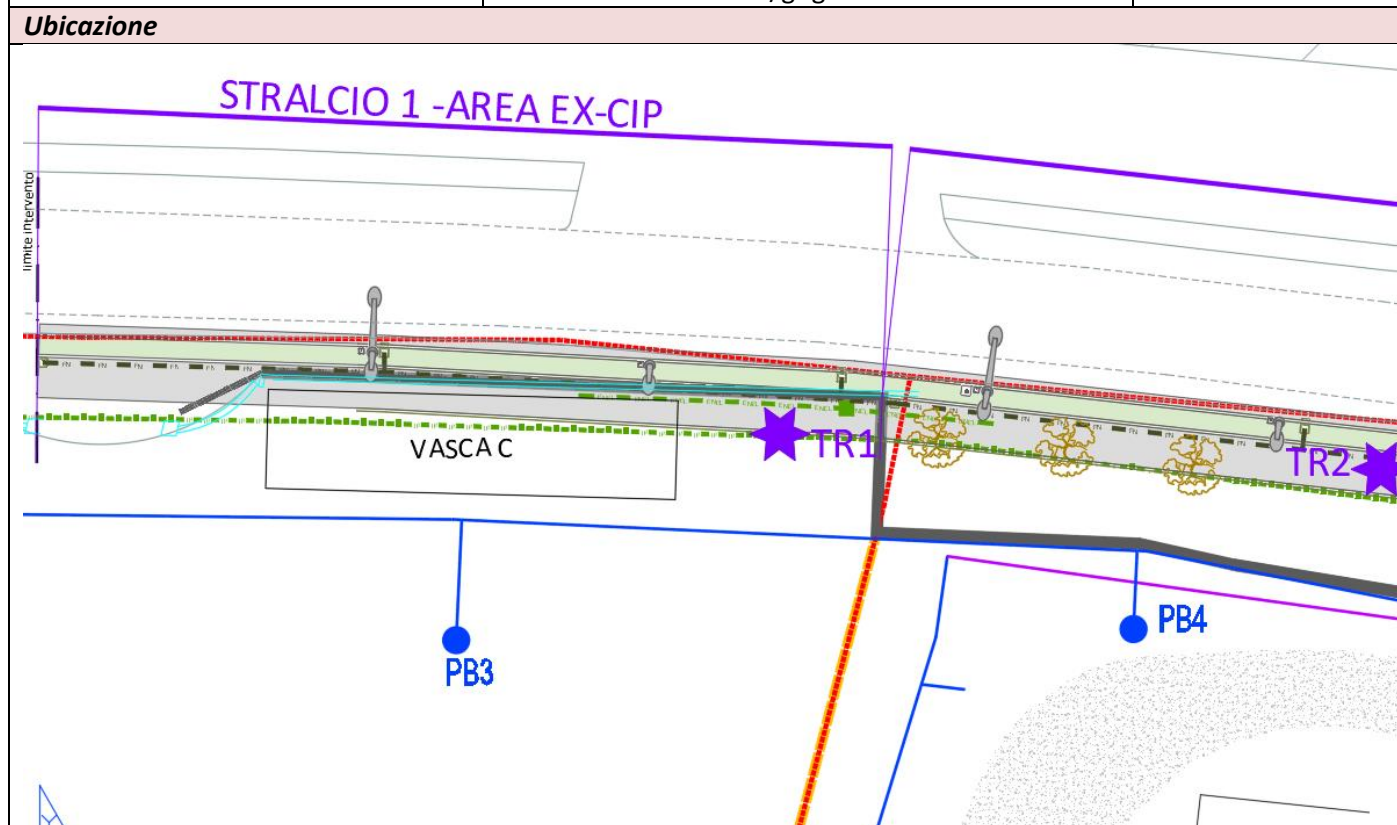 Ubicazione
STRALCIO 1 -AREA EX-CIP
limite intervento
VASCA C
TR1
TR2
PB3
PB4